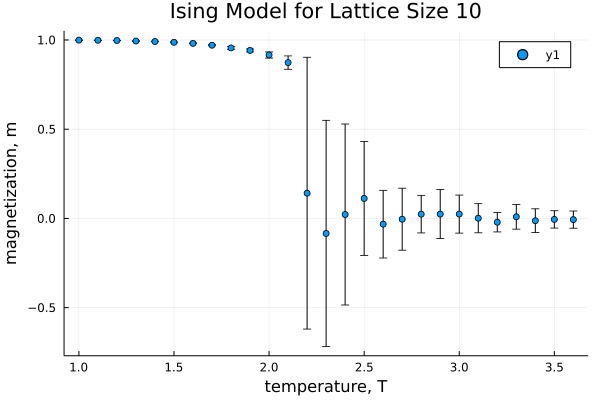 Ising Model for Lattice Size 10
y1
magnetization, m
1.0
0.5
0.0
−0.5
1.0 1.5 2.0 2.5 3.0 3.5
temperature, T